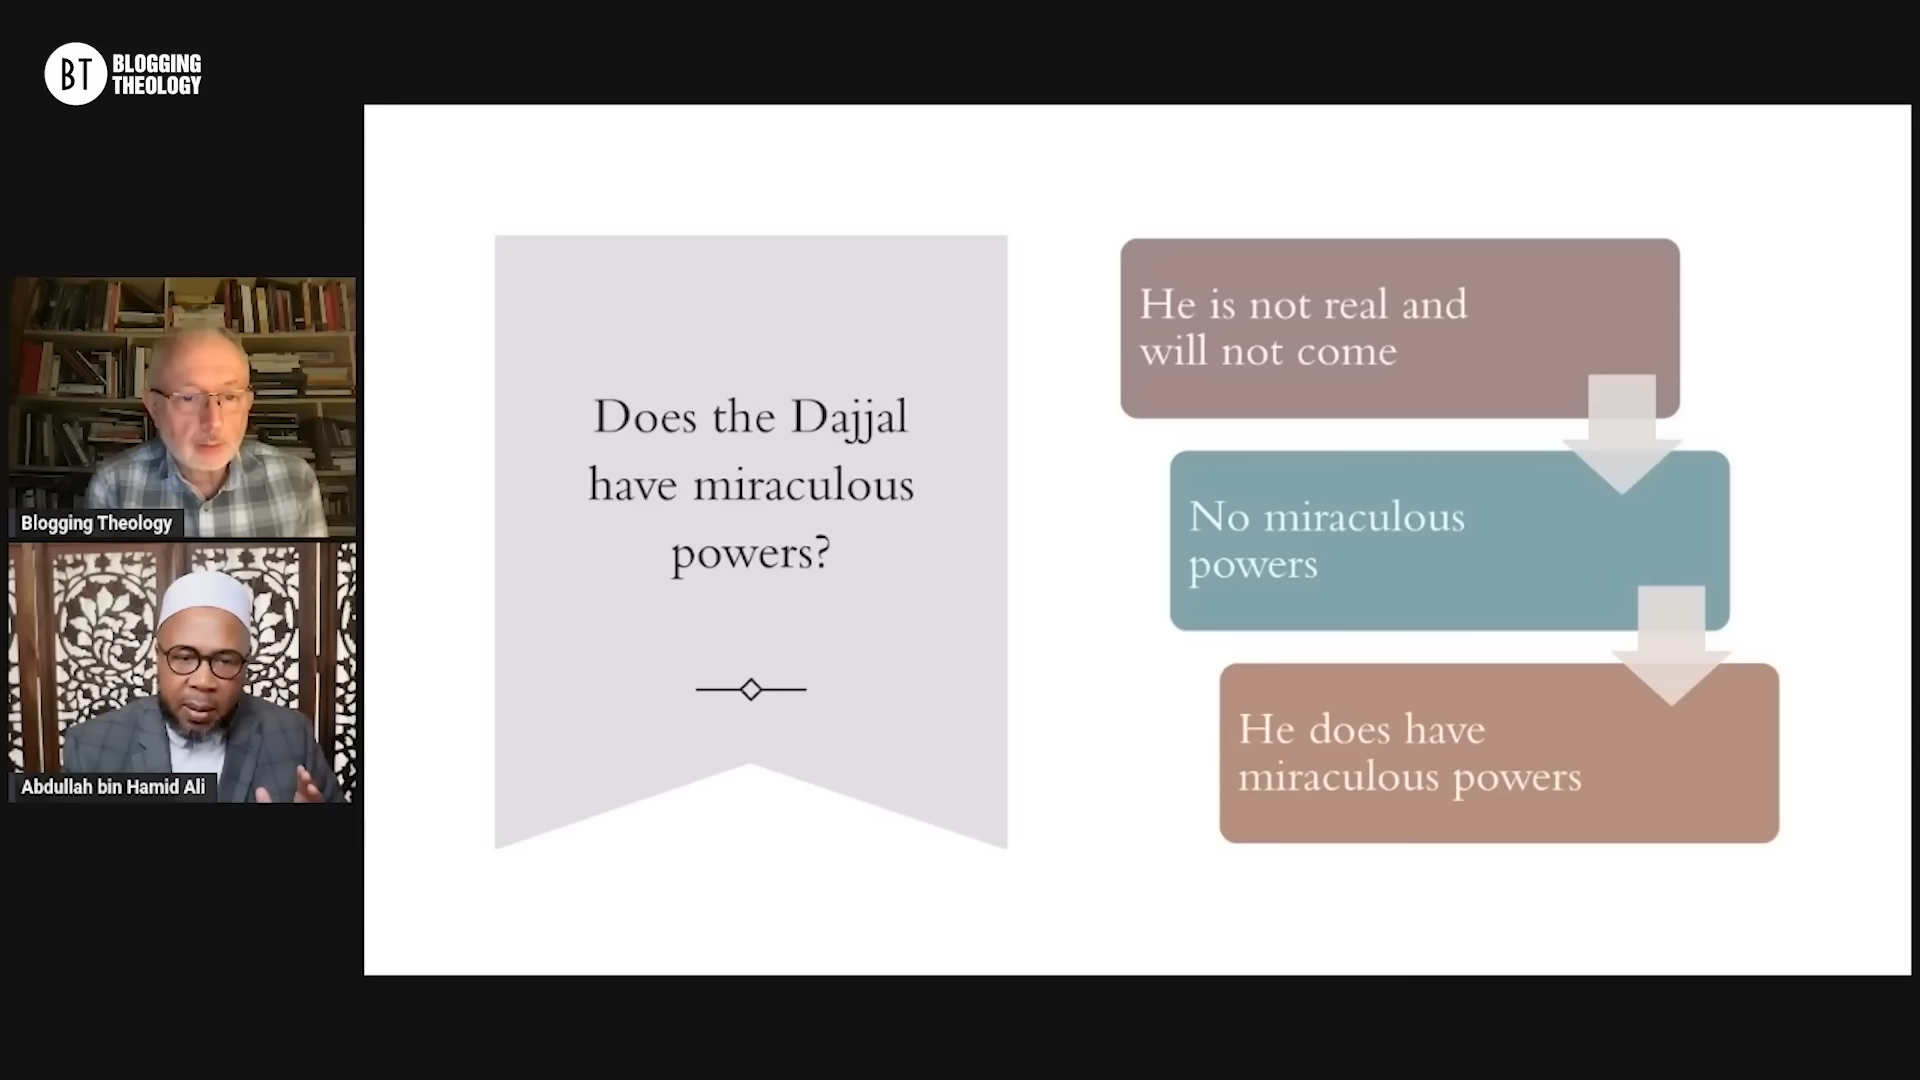 BT
BLOGGING
THEOLOGY
Blogging Theology
Abdullah bin Hamid Ali
Does the Dajjal
have miraculous
powers?
He is not real and
will not come
No miraculous
powers
He does have
miraculous powers